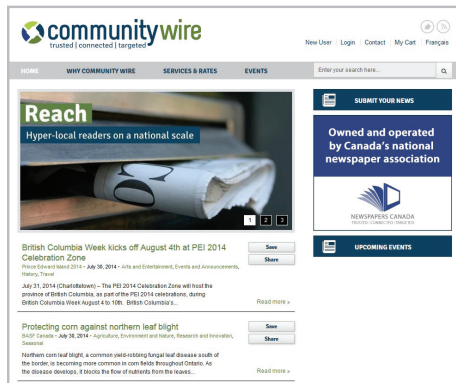 communitywire
trusted | connected | targeted
New User Login Contact My Cart Français
HOME WHY COMMUNITY WIRE SERVICES & RATES EVENTS
Enter your search here...
Reach
Hyper-local readers on a national scale
1 2 3
British Columbia Week kicks off August 4th at PEI 2014
Celebration Zone
Prince Edward Island 2014 - July 30, 2014 - Arts and Entertainment, Events and Announcements,
History, Travel
July 31, 2014 (Charlottetown) – The PEI 2014 Celebration Zone will host the
province of British Columbia, as part of the PEI 2014 celebrations, during
British Columbia Week August 4 to 10th. British Columbia's...
Read more »
Save
Share
Protecting corn against northern leaf blight
BASF Canada - July 30, 2014 - Agriculture, Environment and Nature, Research and Innovation,
Seasonal
Northern corn leaf blight, a common yield-robbing fungal leaf disease south of
the border, is becoming more common in corn fields throughout Ontario. As
the disease develops, it blocks the flow of nutrients from the leaves...
Read more »
Save
Share
SUBMIT YOUR NEWS
Owned and operated
by Canada's national
newspaper association
NEWSPAPERS CANADA
TRUSTED • CONNECTED • TARGETED
UPCOMING EVENTS